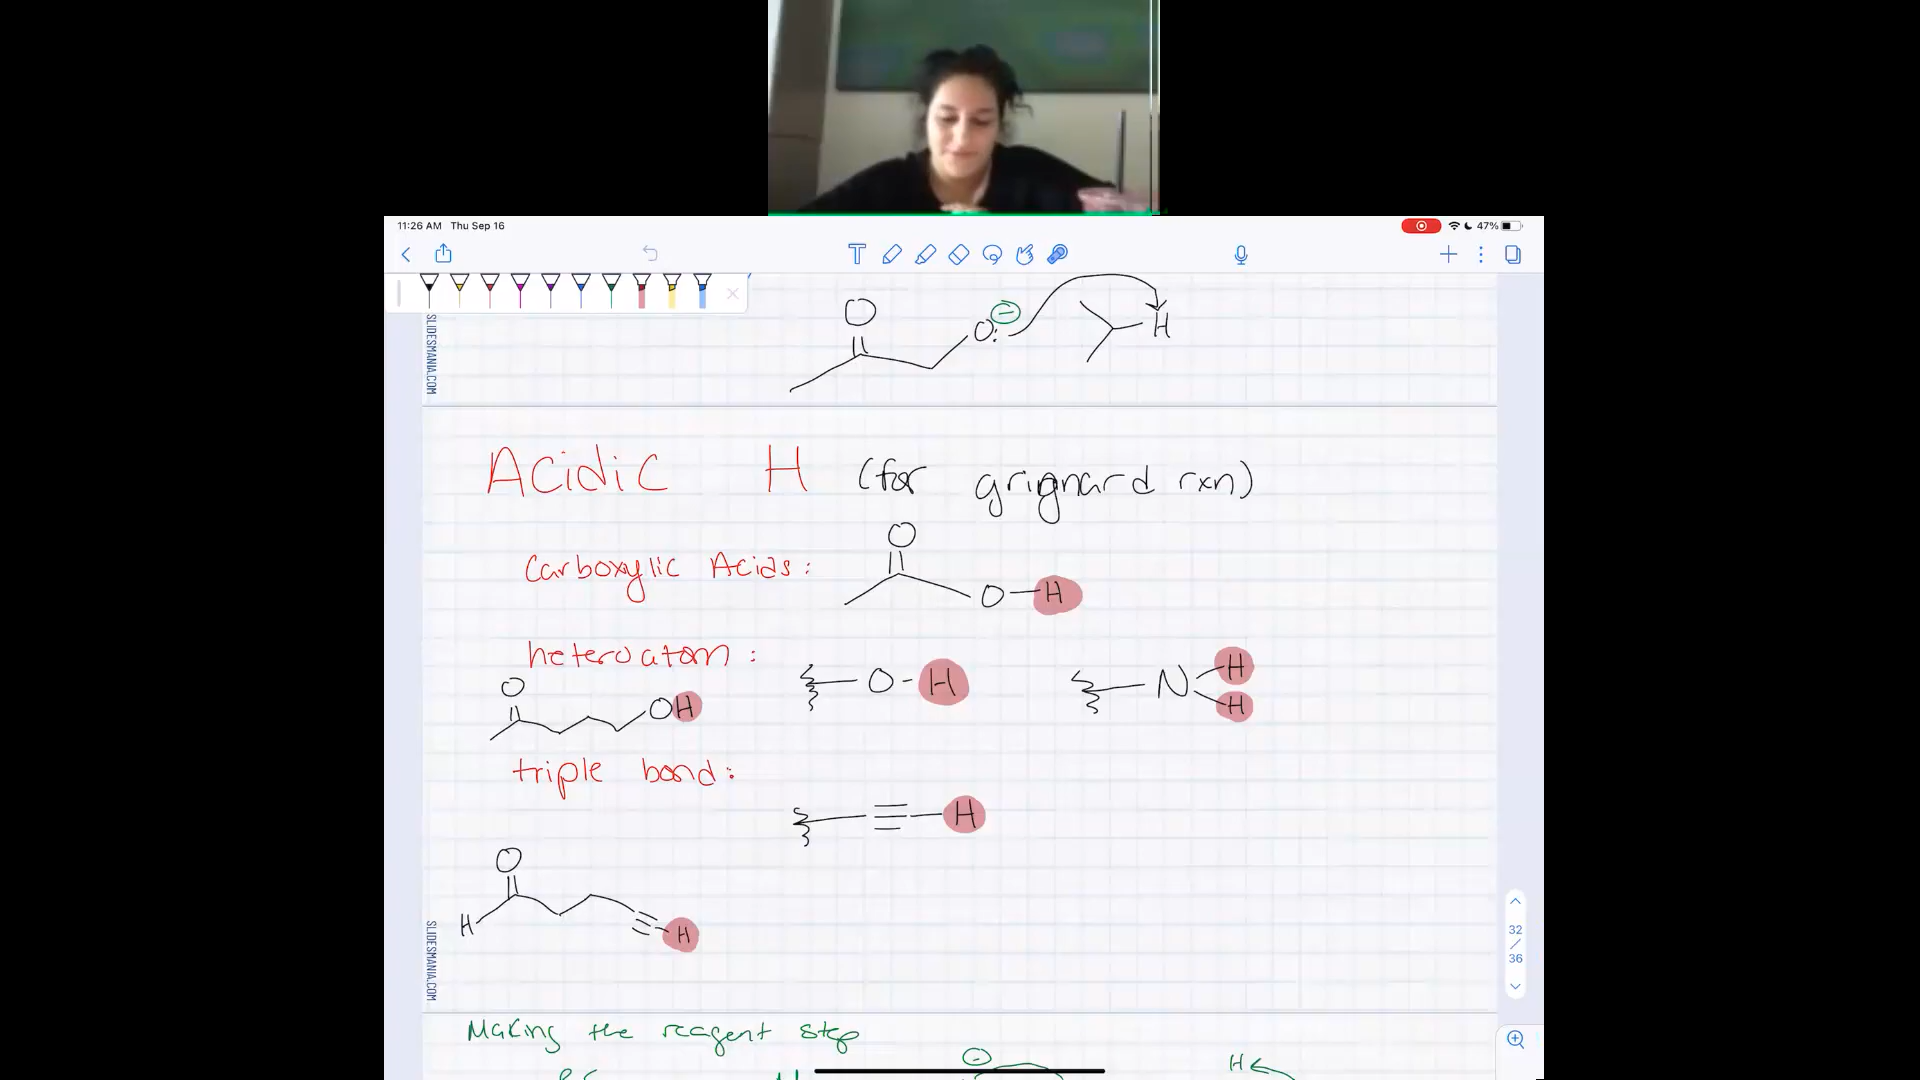 11:26 AM Thu Sep 16
47%
T
O
O: −
H
SLIDESMANIA.COM
Acidic H (for grignard rxn)
O
Carboxylic Acids:
O-H
heteroatom:
O-H
N
H
H
O
OH
triple bond:
H
O
H
H
32
/
36
SLIDESMANIA.COM
Making the reagent step
−
H